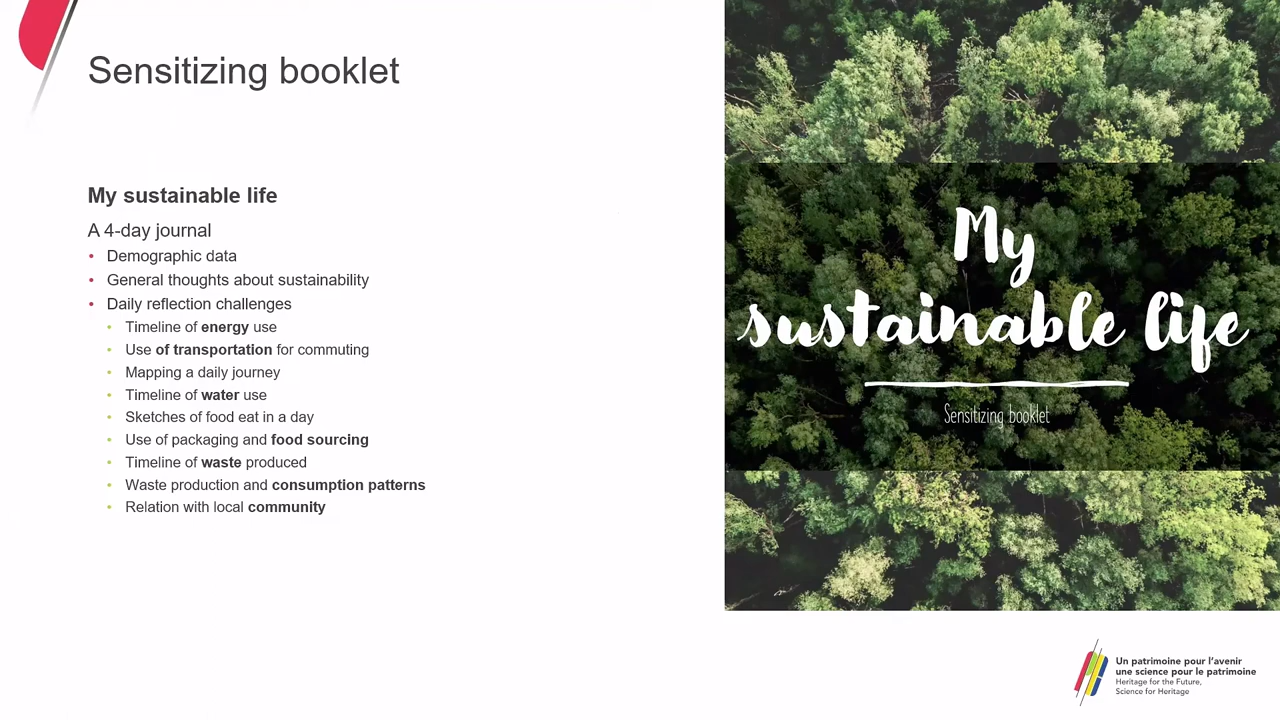 Sensitizing booklet
My sustainable life
A 4-day journal
• Demographic data
• General thoughts about sustainability
• Daily reflection challenges
• Timeline of energy use
• Use of transportation for commuting
• Mapping a daily journey
• Timeline of water use
• Sketches of food eat in a day
• Use of packaging and food sourcing
• Timeline of waste produced
• Waste production and consumption patterns
• Relation with local community
My
sustainable life
Sensitizing booklet
Un patrimoine pour l'avenir
une science pour le patrimoine
Heritage for the Future,
Science for Heritage